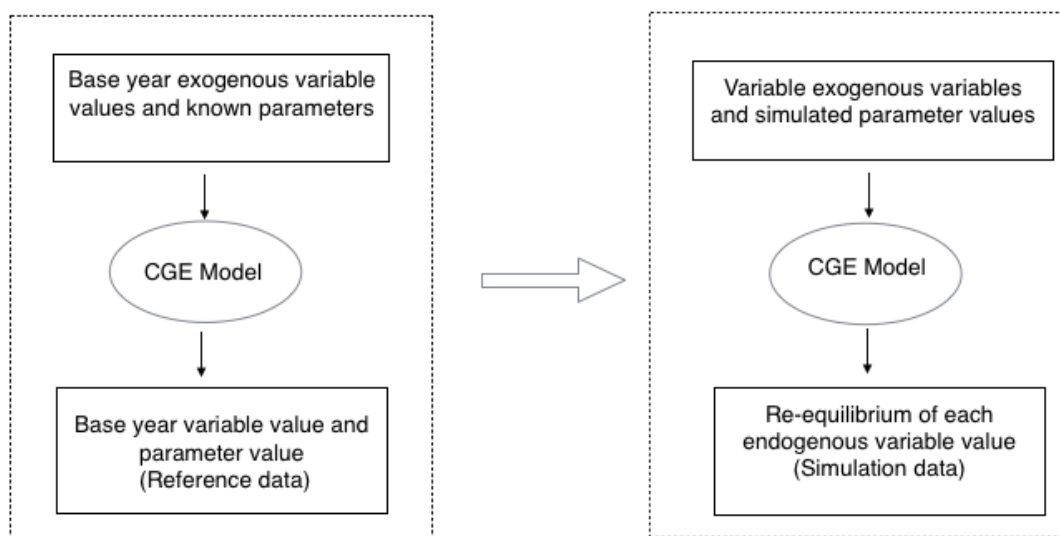 Base year exogenous variable
values and known parameters
CGE Model
Base year variable value and
parameter value
(Reference data)
Variable exogenous variables
and simulated parameter values
CGE Model
Re-equilibrium of each
endogenous variable value
(Simulation data)